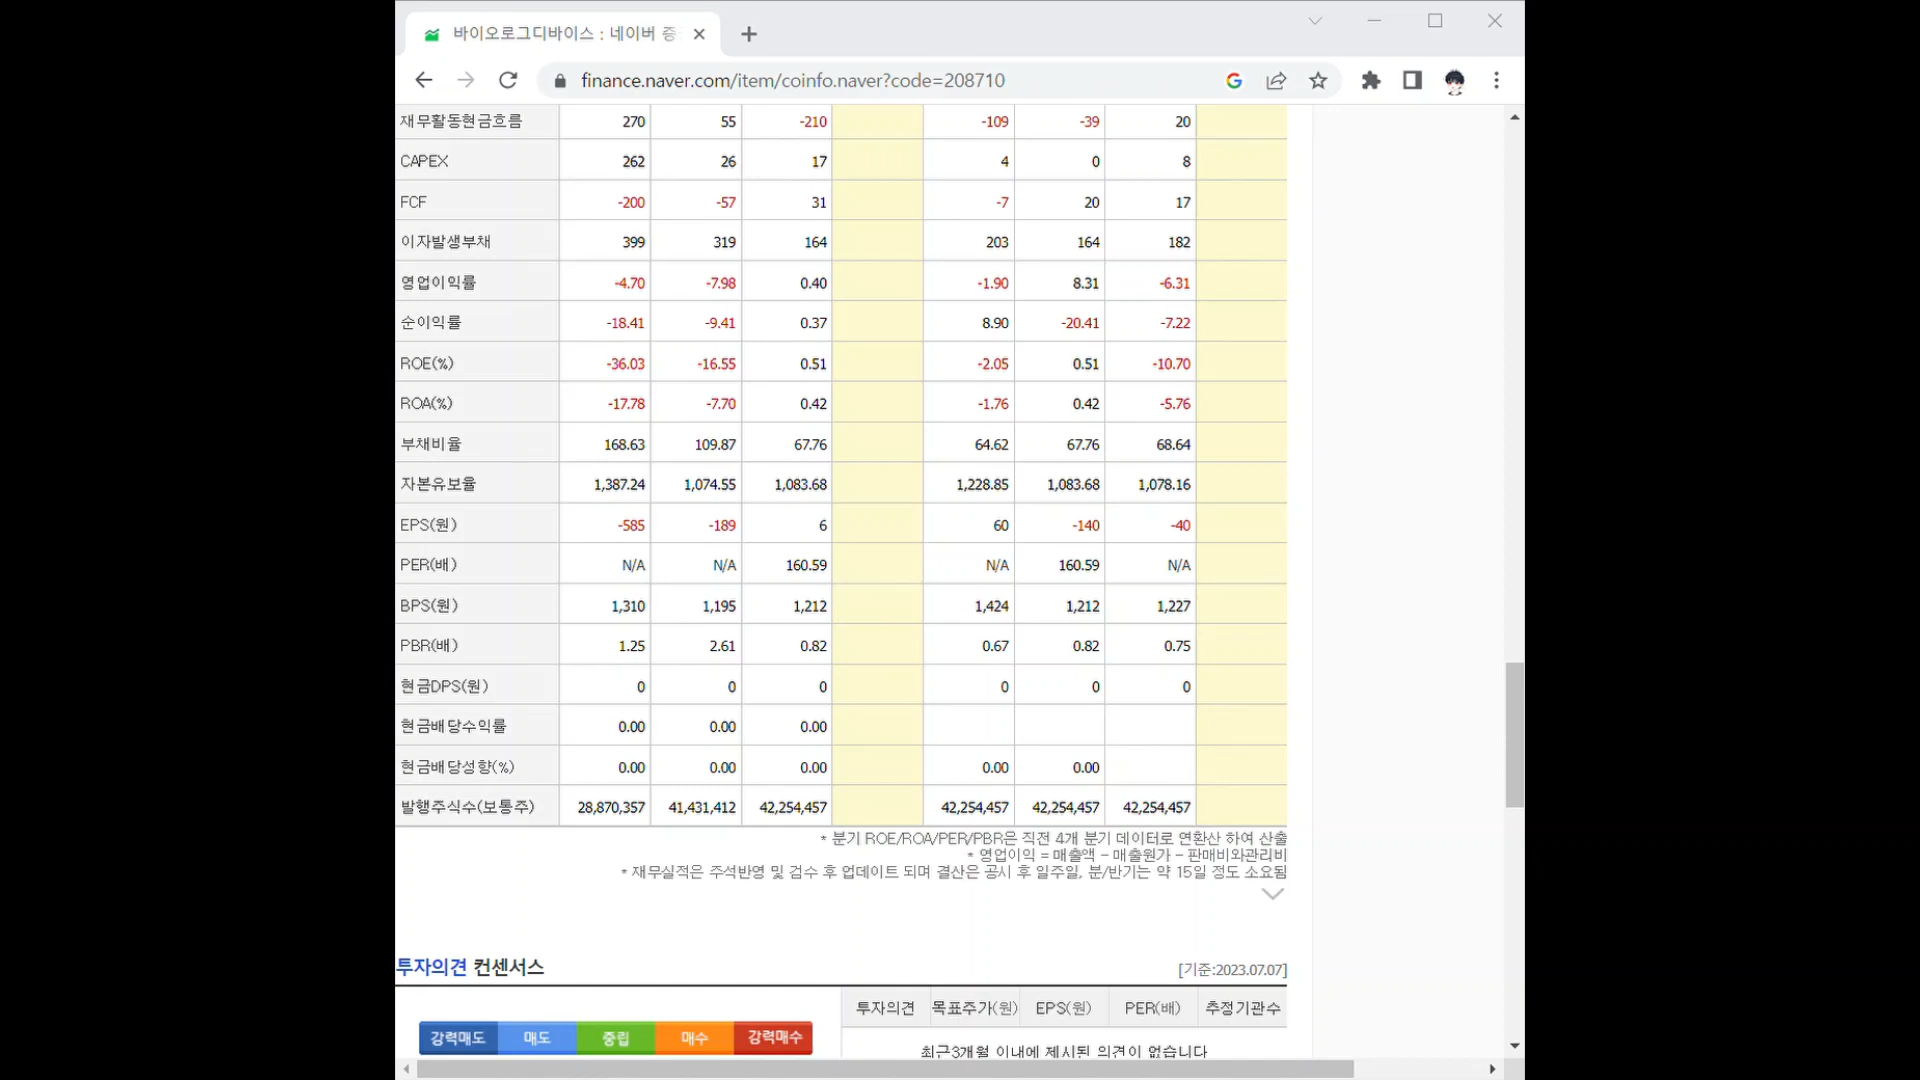 바이오로그디바이스 : 네이버 증
finance.naver.com/item/coinfo.naver?code=208710
재무활동현금흐름 270 55 -210 -109 -39 20
CAPEX 262 26 17 4 0 8
FCF -200 -57 31 -7 20 17
이자발생부채 399 319 164 203 164 182
영업이익률 -4.70 -7.98 0.40 -1.90 8.31 -6.31
순이익률 -18.41 -9.41 0.37 8.90 -20.41 -7.22
ROE(%) -36.03 -16.55 0.51 -2.05 0.51 -10.70
ROA(%) -17.78 -7.70 0.42 -1.76 0.42 -5.76
부채비율 168.63 109.87 67.76 64.62 67.76 68.64
자본유보율 1,387.24 1,074.55 1,083.68 1,228.85 1,083.68 1,078.16
EPS(원) -585 -189 6 60 -140 -40
PER(배) N/A N/A 160.59 N/A 160.59 N/A
BPS(원) 1,310 1,195 1,212 1,424 1,212 1,227
PBR(배) 1.25 2.61 0.82 0.67 0.82 0.75
현금DPS(원) 0 0 0 0 0 0
현금배당수익률 0.00 0.00 0.00
현금배당성향(%) 0.00 0.00 0.00 0.00 0.00
발행주식수(보통주) 28,870,357 41,431,412 42,254,457 42,254,457 42,254,457 42,254,457
* 분기 ROE/ROA/PER/PBR은 직전 4개 분기 데이터로 연환산 하여 산출
* 영업이익 = 매출액 - 매출원가 - 판매비와관리비
* 재무실적은 주석반영 및 검수 후 업데이트 되며 결산은 공시 후 일주일, 분/반기는 약 15일 정도 소요됨
투자의견 컨센서스 [기준:2023.07.07]
투자의견 목표주가(원) EPS(원) PER(배) 추정기관수
강력매도 매도 중립 매수 강력매수
최근3개월 이내에 제시된 의견이 없습니다